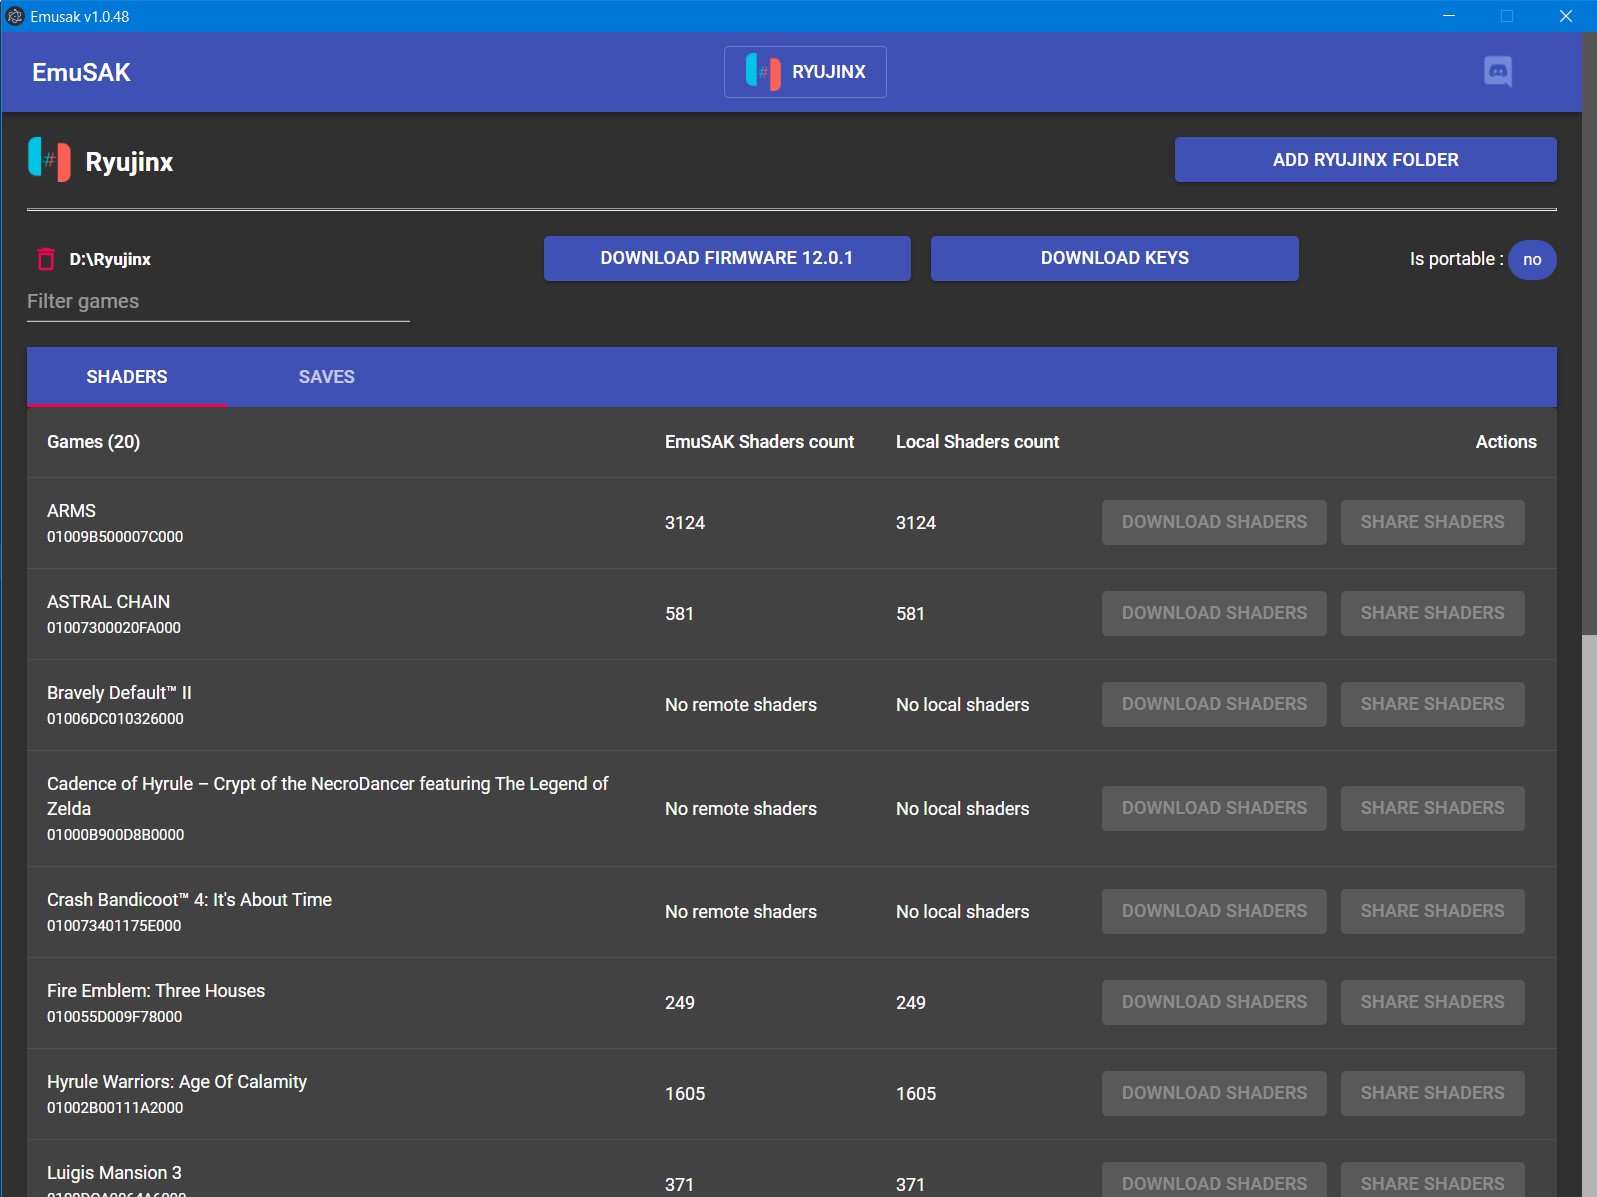 Emusak v1.0.48
EmuSAK
# RYUJINX
# Ryujinx
ADD RYUJINX FOLDER
D:\Ryujinx
DOWNLOAD FIRMWARE 12.0.1
DOWNLOAD KEYS
Is portable : no
Filter games
SHADERS SAVES
Games (20) EmuSAK Shaders count Local Shaders count Actions
ARMS
01009B500007C000
3124 3124 DOWNLOAD SHADERS SHARE SHADERS
ASTRAL CHAIN
01007300020FA000
581 581 DOWNLOAD SHADERS SHARE SHADERS
Bravely Default™ II
01006DC010326000
No remote shaders No local shaders DOWNLOAD SHADERS SHARE SHADERS
Cadence of Hyrule – Crypt of the NecroDancer featuring The Legend of
Zelda
01000B900D8B0000
No remote shaders No local shaders DOWNLOAD SHADERS SHARE SHADERS
Crash Bandicoot™ 4: It's About Time
010073401175E000
No remote shaders No local shaders DOWNLOAD SHADERS SHARE SHADERS
Fire Emblem: Three Houses
010055D009F78000
249 249 DOWNLOAD SHADERS SHARE SHADERS
Hyrule Warriors: Age Of Calamity
01002B00111A2000
1605 1605 DOWNLOAD SHADERS SHARE SHADERS
Luigis Mansion 3
371 371 DOWNLOAD SHADERS SHARE SHADERS